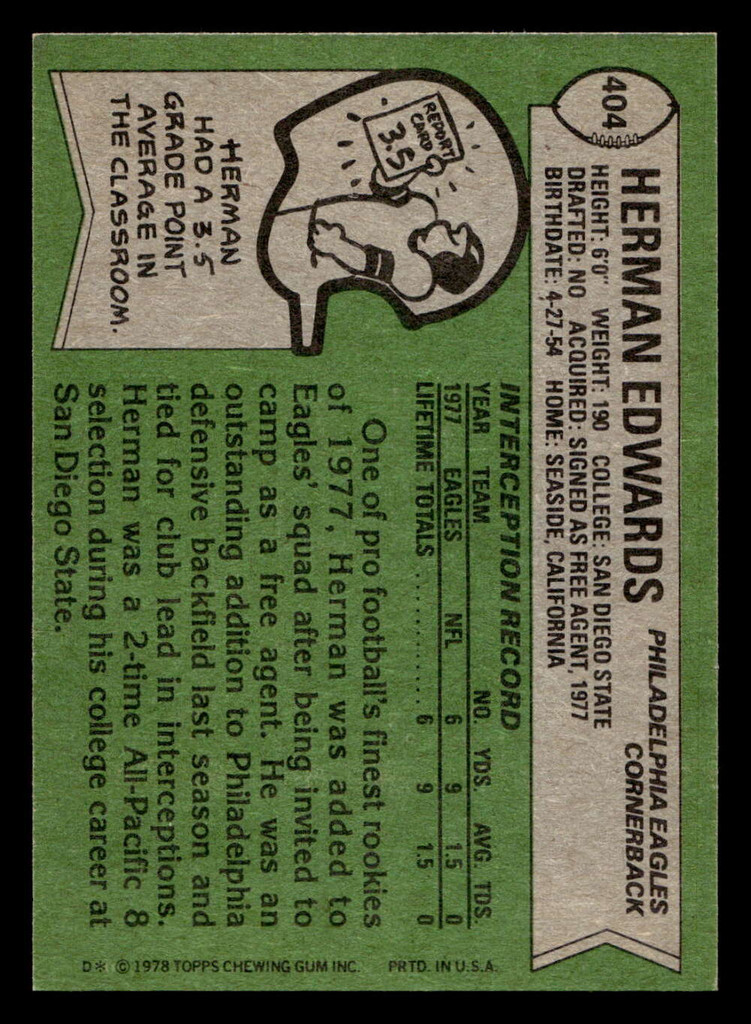 404
HERMAN EDWARDS
PHILADELPHIA EAGLES
CORNERBACK
HEIGHT: 6'0" WEIGHT: 190 COLLEGE: SAN DIEGO STATE
DRAFTED: NO ACQUIRED: SIGNED AS FREE AGENT, 1977
BIRTHDATE: 4-27-54 HOME: SEASIDE, CALIFORNIA
REPORT
CARD
3.5
HERMAN
HAD A 3.5
GRADE POINT
AVERAGE IN
THE CLASSROOM.
INTERCEPTION RECORD
YEAR TEAM NO. YDS. AVG. TDS.
1977 EAGLES NFL 6 9 1.5 0
LIFETIME TOTALS .............. 6 9 1.5 0
One of pro football's finest rookies
of 1977, Herman was added to
Eagles' squad after being invited to
camp as a free agent. He was an
outstanding addition to Philadelphia
defensive backfield last season and
tied for club lead in interceptions.
Herman was a 2-time All-Pacific 8
selection during his college career at
San Diego State.
D* © 1978 TOPPS CHEWING GUM INC. PRTD. IN U.S.A.